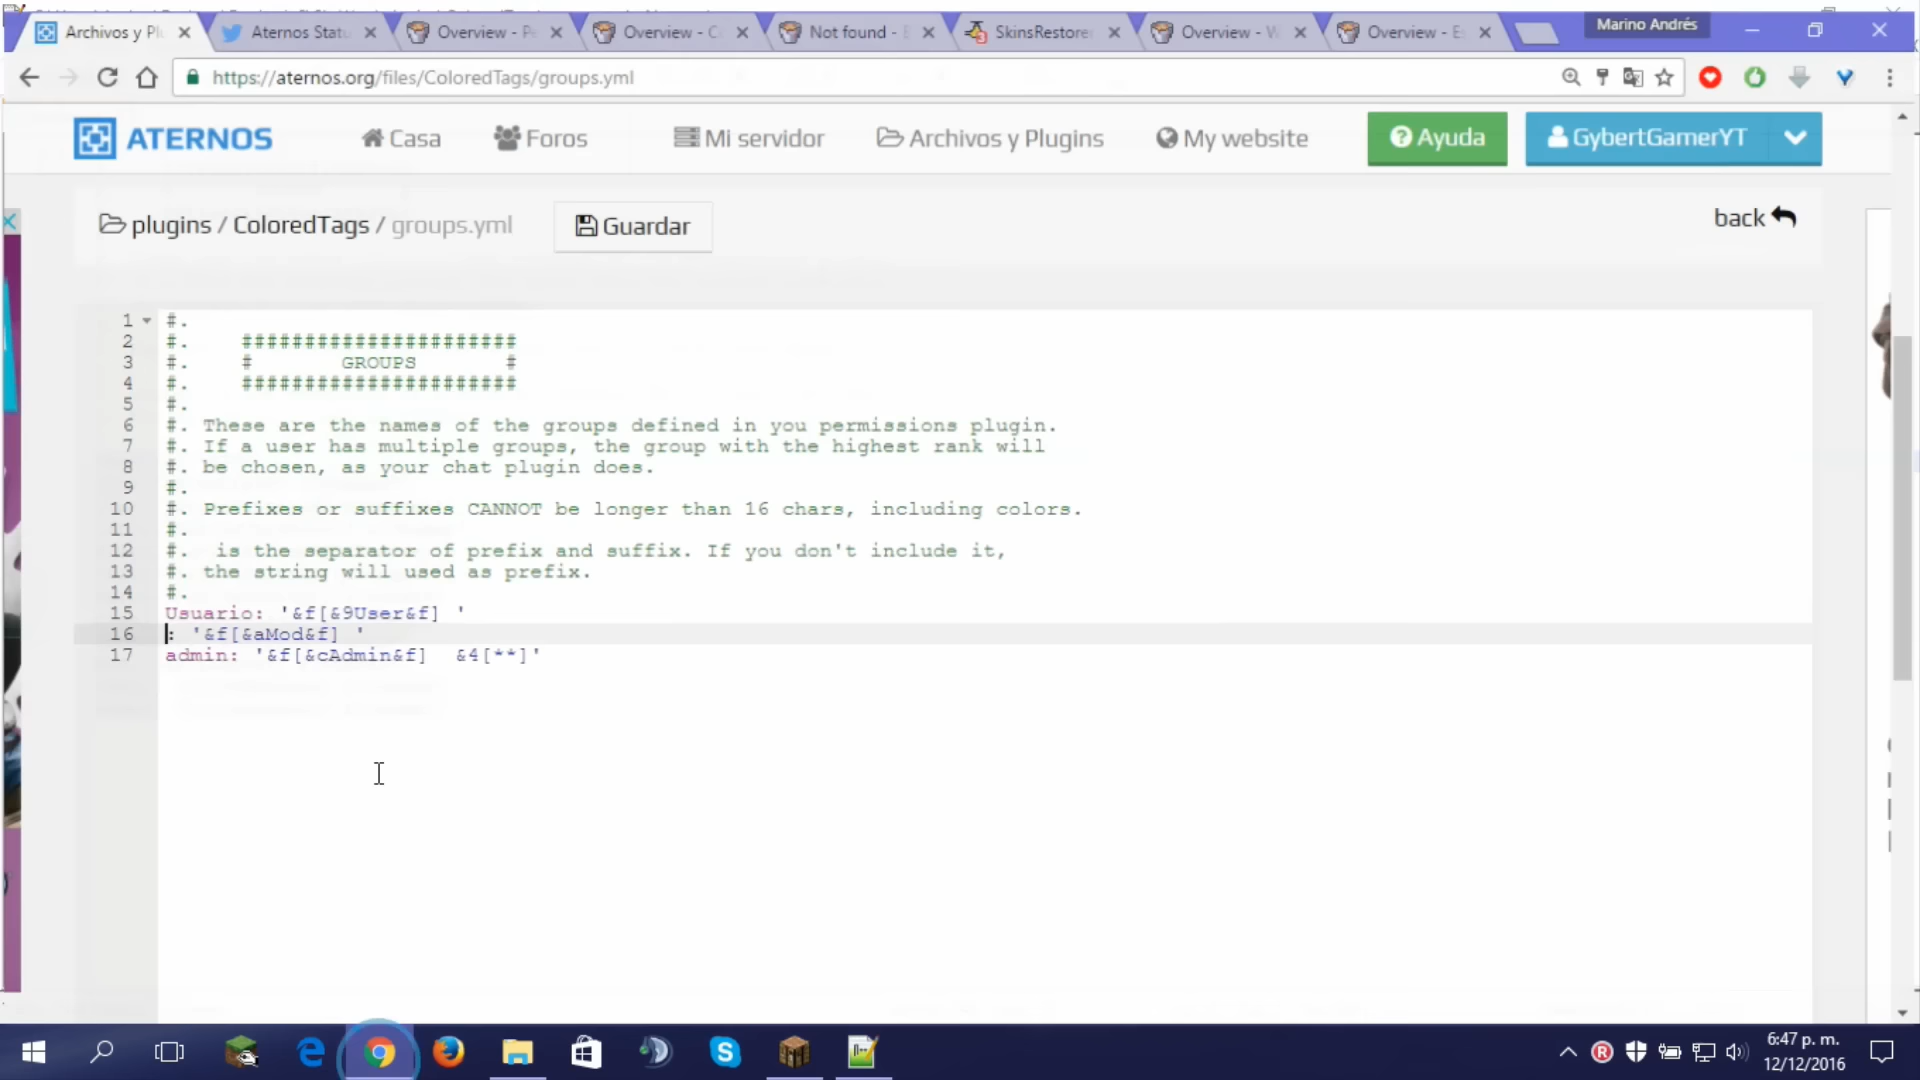 Archivos y Pl
Aternos Statu
Overview - P
Overview - C
Not found - E
SkinsRestorer
Overview - W
Overview - Es
Marino Andrés
https://aternos.org/files/ColoredTags/groups.yml
ATERNOS
Casa
Foros
Mi servidor
Archivos y Plugins
My website
Ayuda
GybertGamerYT
plugins / ColoredTags / groups.yml
Guardar
back
1 #.
2 #. ######################
3 #. # GROUPS #
4 #. ######################
5 #.
6 #. These are the names of the groups defined in you permissions plugin.
7 #. If a user has multiple groups, the group with the highest rank will
8 #. be chosen, as your chat plugin does.
9 #.
10 #. Prefixes or suffixes CANNOT be longer than 16 chars, including colors.
11 #.
12 #. is the separator of prefix and suffix. If you don't include it,
13 #. the string will used as prefix.
14 #.
15 Usuario: '&f[&9User&f] '
16 : '&f[&aMod&f] '
17 admin: '&f[&cAdmin&f]  &4[**]'
6:47 p. m.
12/12/2016